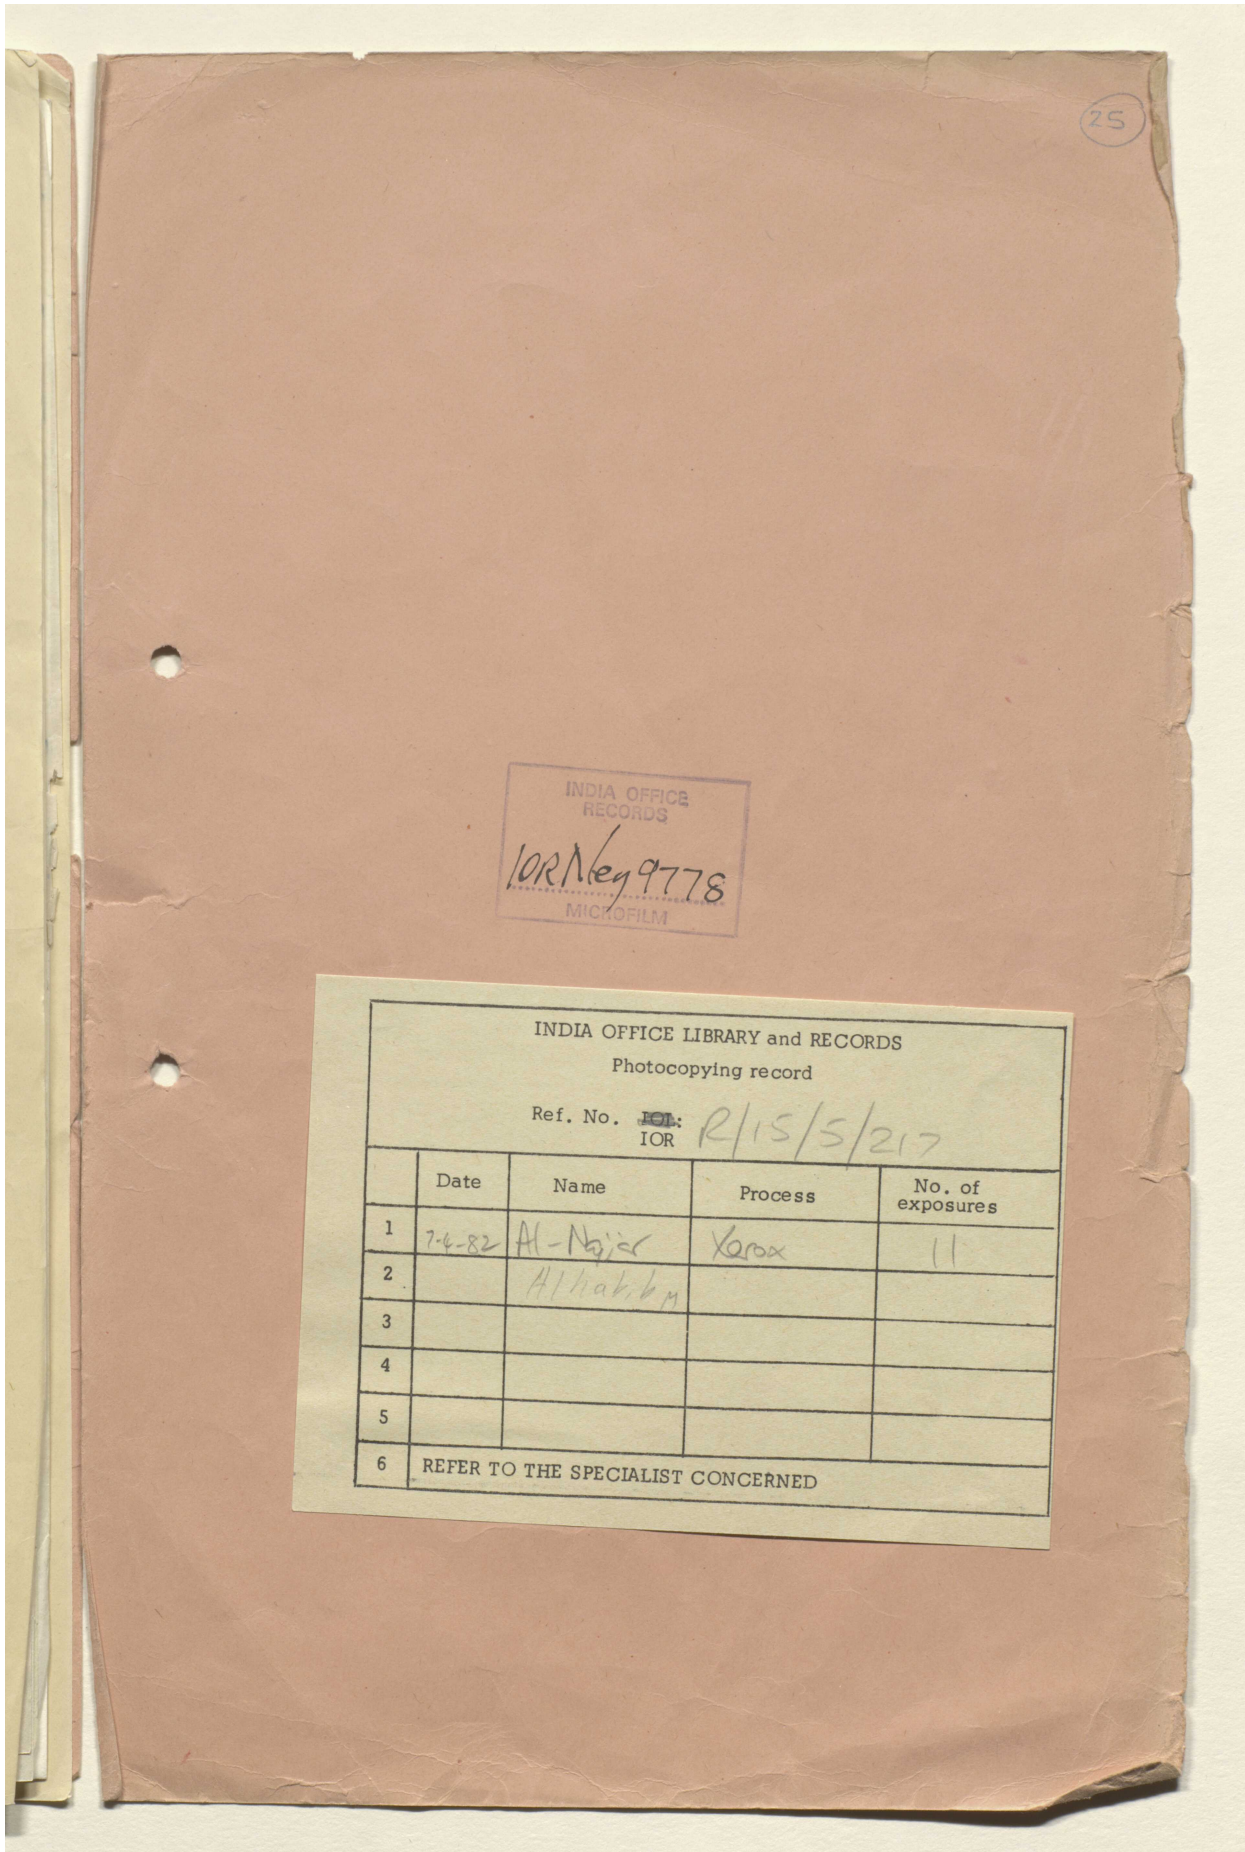 25
INDIA OFFICE
RECORDS
IOR Neg 9778
MICROFILM
INDIA OFFICE LIBRARY and RECORDS
Photocopying record
Ref. No. IOL:
IOR R/15/5/217
Date Name Process No. of exposures
1 7-4-82 Al-Najjar Xerox 11
2 Alhabib M
3
4
5
6 REFER TO THE SPECIALIST CONCERNED